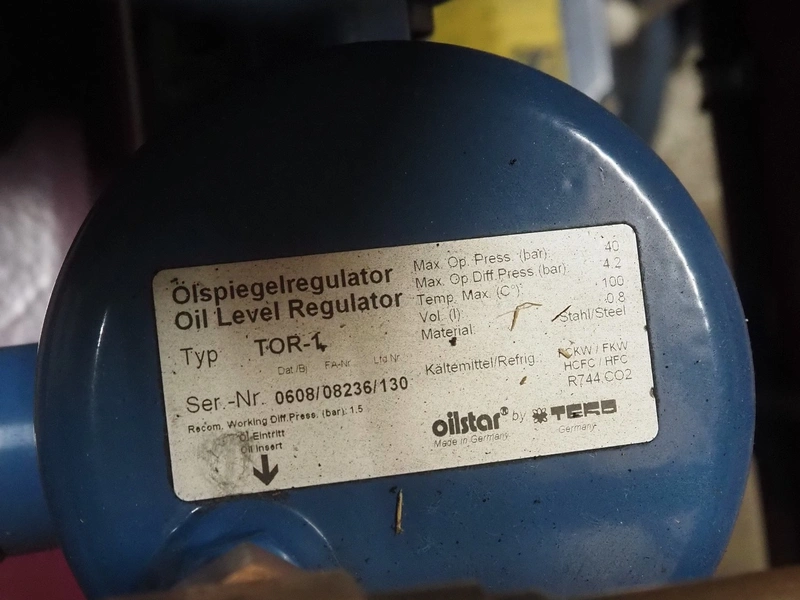 Ölspiegelregulator
Oil Level Regulator
Typ TOR-1
Dat./Bj FA-Nr. Lfd Nr.
Ser.-Nr. 0608/08236/130
Recom. Working Diff.Press. (bar): 1.5
Öl-Eintritt
Oil insert
Max. Op. Press. (bar): 40
Max. Op.Diff.Press.(bar): 4.2
Temp. Max. (C°): 100
Vol. (l) 0.8
Material: Stahl/Steel
Kältemittel/Refrig.: FCKW / FKW
HCFC / HFC
R744.CO2
oilstar® by TEKO
Made in Germany Germany